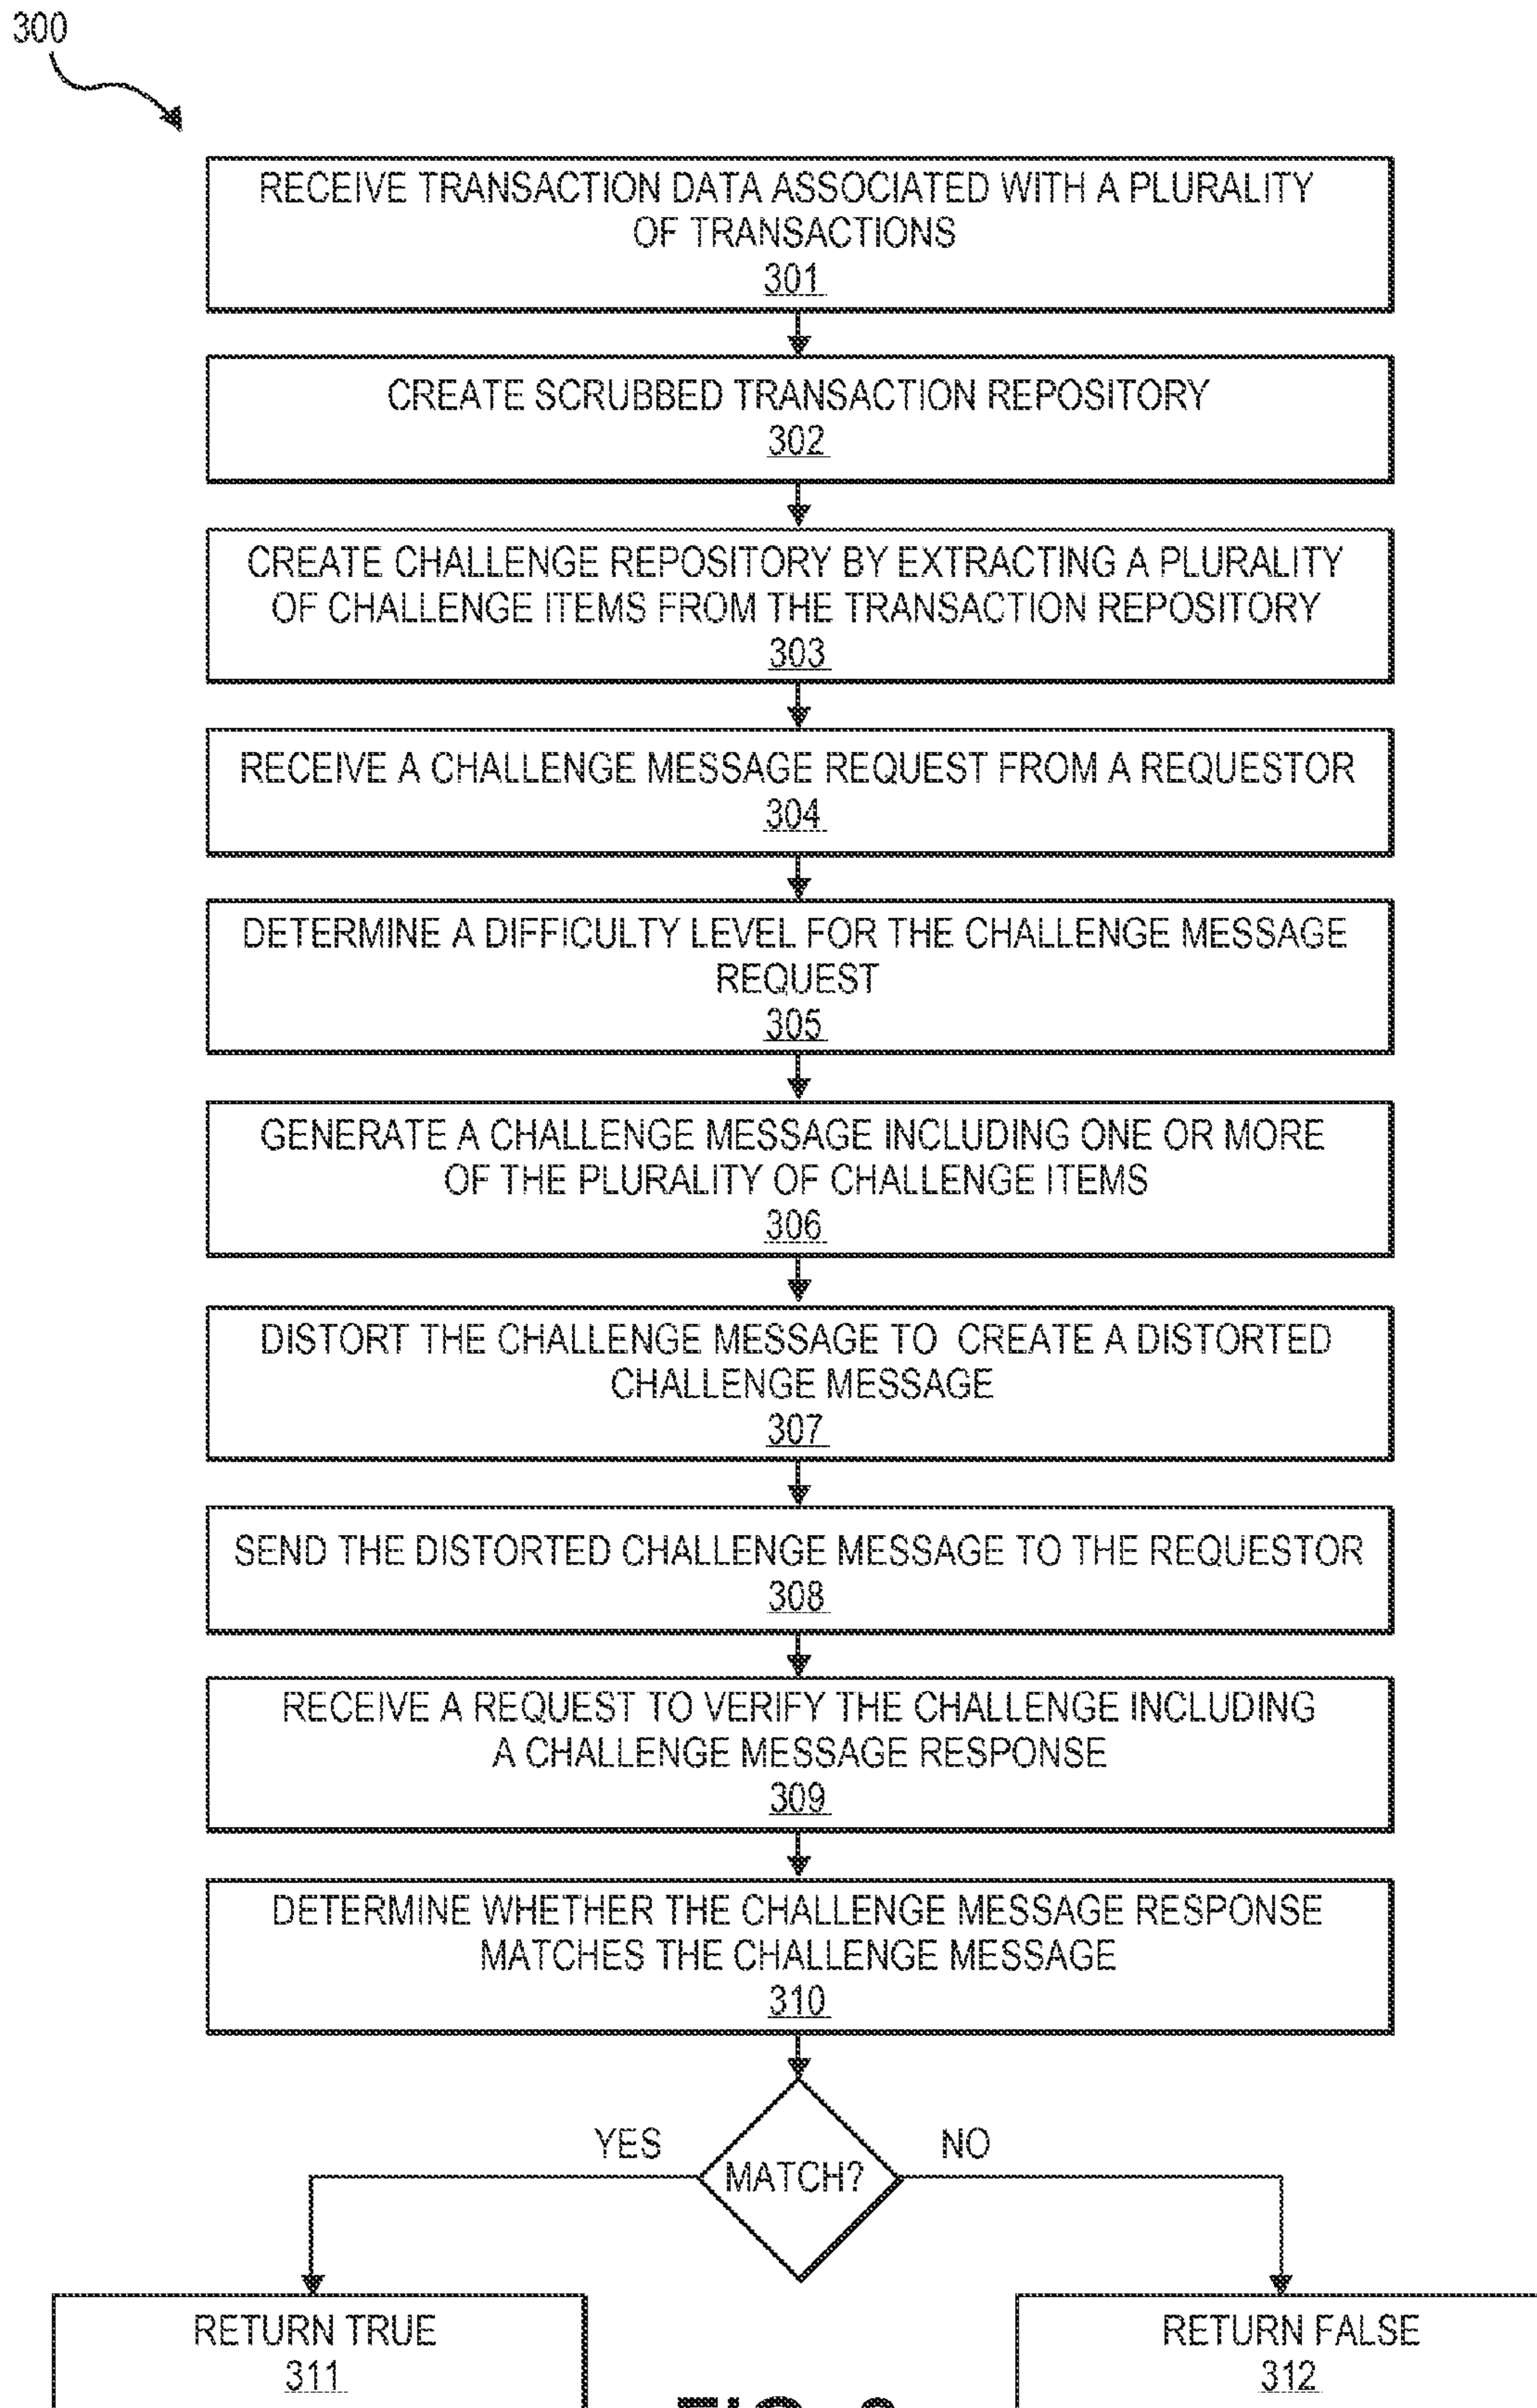 300
RECEIVE TRANSACTION DATA ASSOCIATED WITH A PLURALITY
OF TRANSACTIONS
301
CREATE SCRUBBED TRANSACTION REPOSITORY
302
CREATE CHALLENGE REPOSITORY BY EXTRACTING A PLURALITY
OF CHALLENGE ITEMS FROM THE TRANSACTION REPOSITORY
303
RECEIVE A CHALLENGE MESSAGE REQUEST FROM A REQUESTOR
304
DETERMINE A DIFFICULTY LEVEL FOR THE CHALLENGE MESSAGE
REQUEST
305
GENERATE A CHALLENGE MESSAGE INCLUDING ONE OR MORE
OF THE PLURALITY OF CHALLENGE ITEMS
306
DISTORT THE CHALLENGE MESSAGE TO CREATE A DISTORTED
CHALLENGE MESSAGE
307
SEND THE DISTORTED CHALLENGE MESSAGE TO THE REQUESTOR
308
RECEIVE A REQUEST TO VERIFY THE CHALLENGE INCLUDING
A CHALLENGE MESSAGE RESPONSE
309
DETERMINE WHETHER THE CHALLENGE MESSAGE RESPONSE
MATCHES THE CHALLENGE MESSAGE
310
YES
NO
MATCH?
RETURN TRUE
311
RETURN FALSE
312